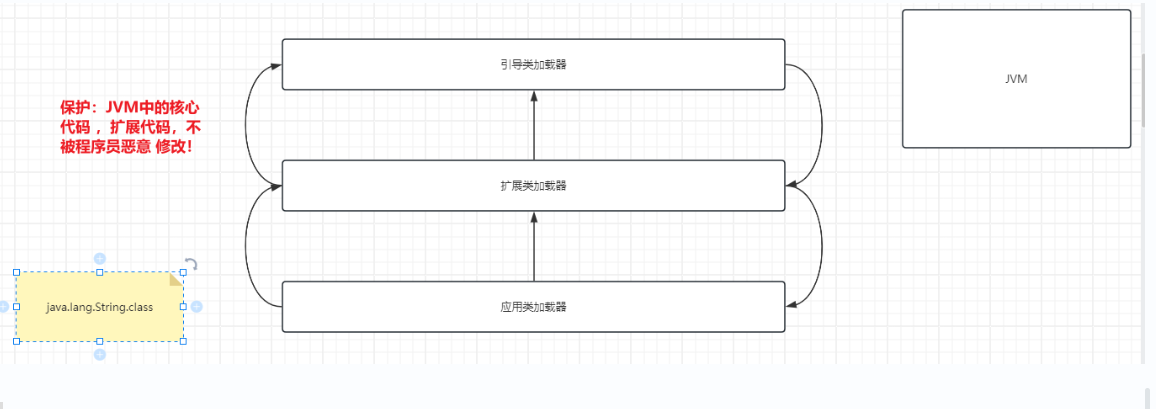 引导类加载器
JVM
保护：JVM中的核心
代码 ，扩展代码，不
被程序员恶意 修改！
扩展类加载器
java.lang.String.class
应用类加载器